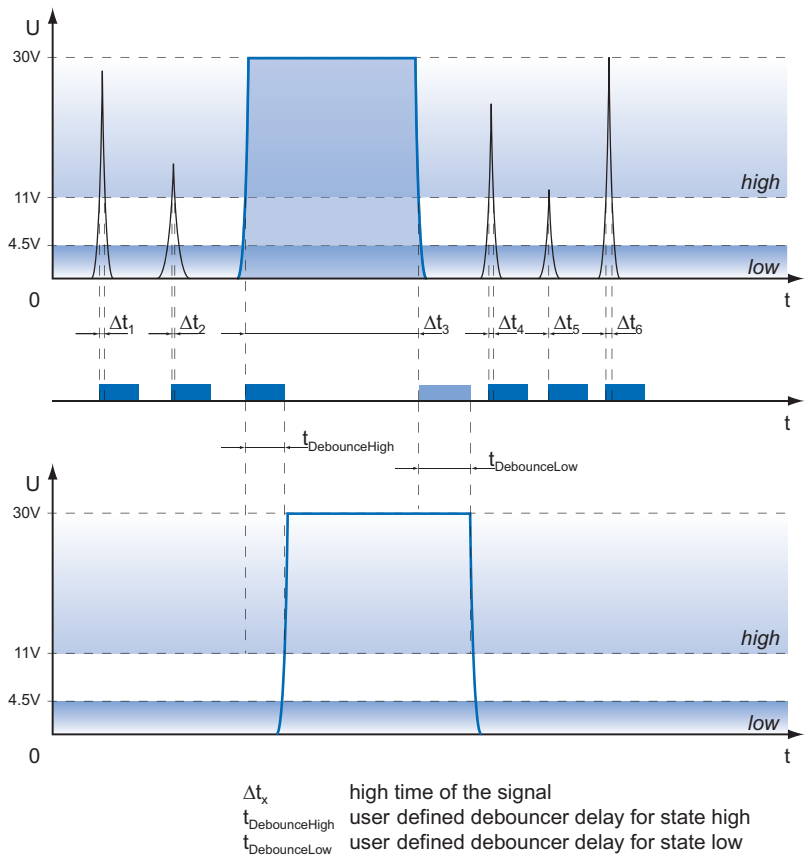 U
30V
11V
high
4.5V
low
0
t
Δt1 Δt2 Δt3 Δt4 Δt5 Δt6
t
tDebounceHigh
tDebounceLow
U
30V
11V
high
4.5V
low
0
t
Δtx high time of the signal
tDebounceHigh user defined debouncer delay for state high
tDebounceLow user defined debouncer delay for state low